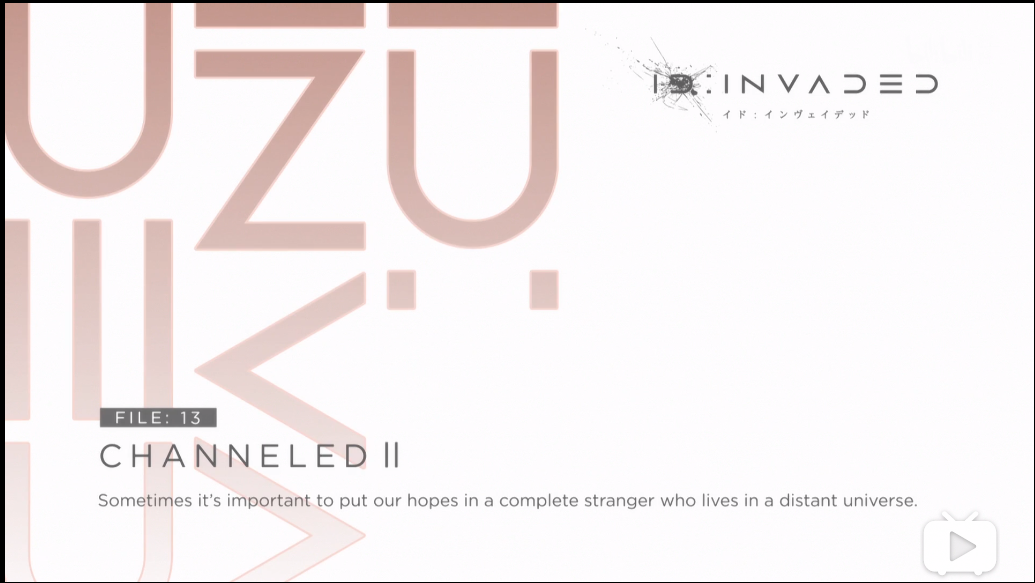 ID:INVADED
イド:インヴェイデッド
FILE: 13
CHANNELED II
Sometimes it's important to put our hopes in a complete stranger who lives in a distant universe.